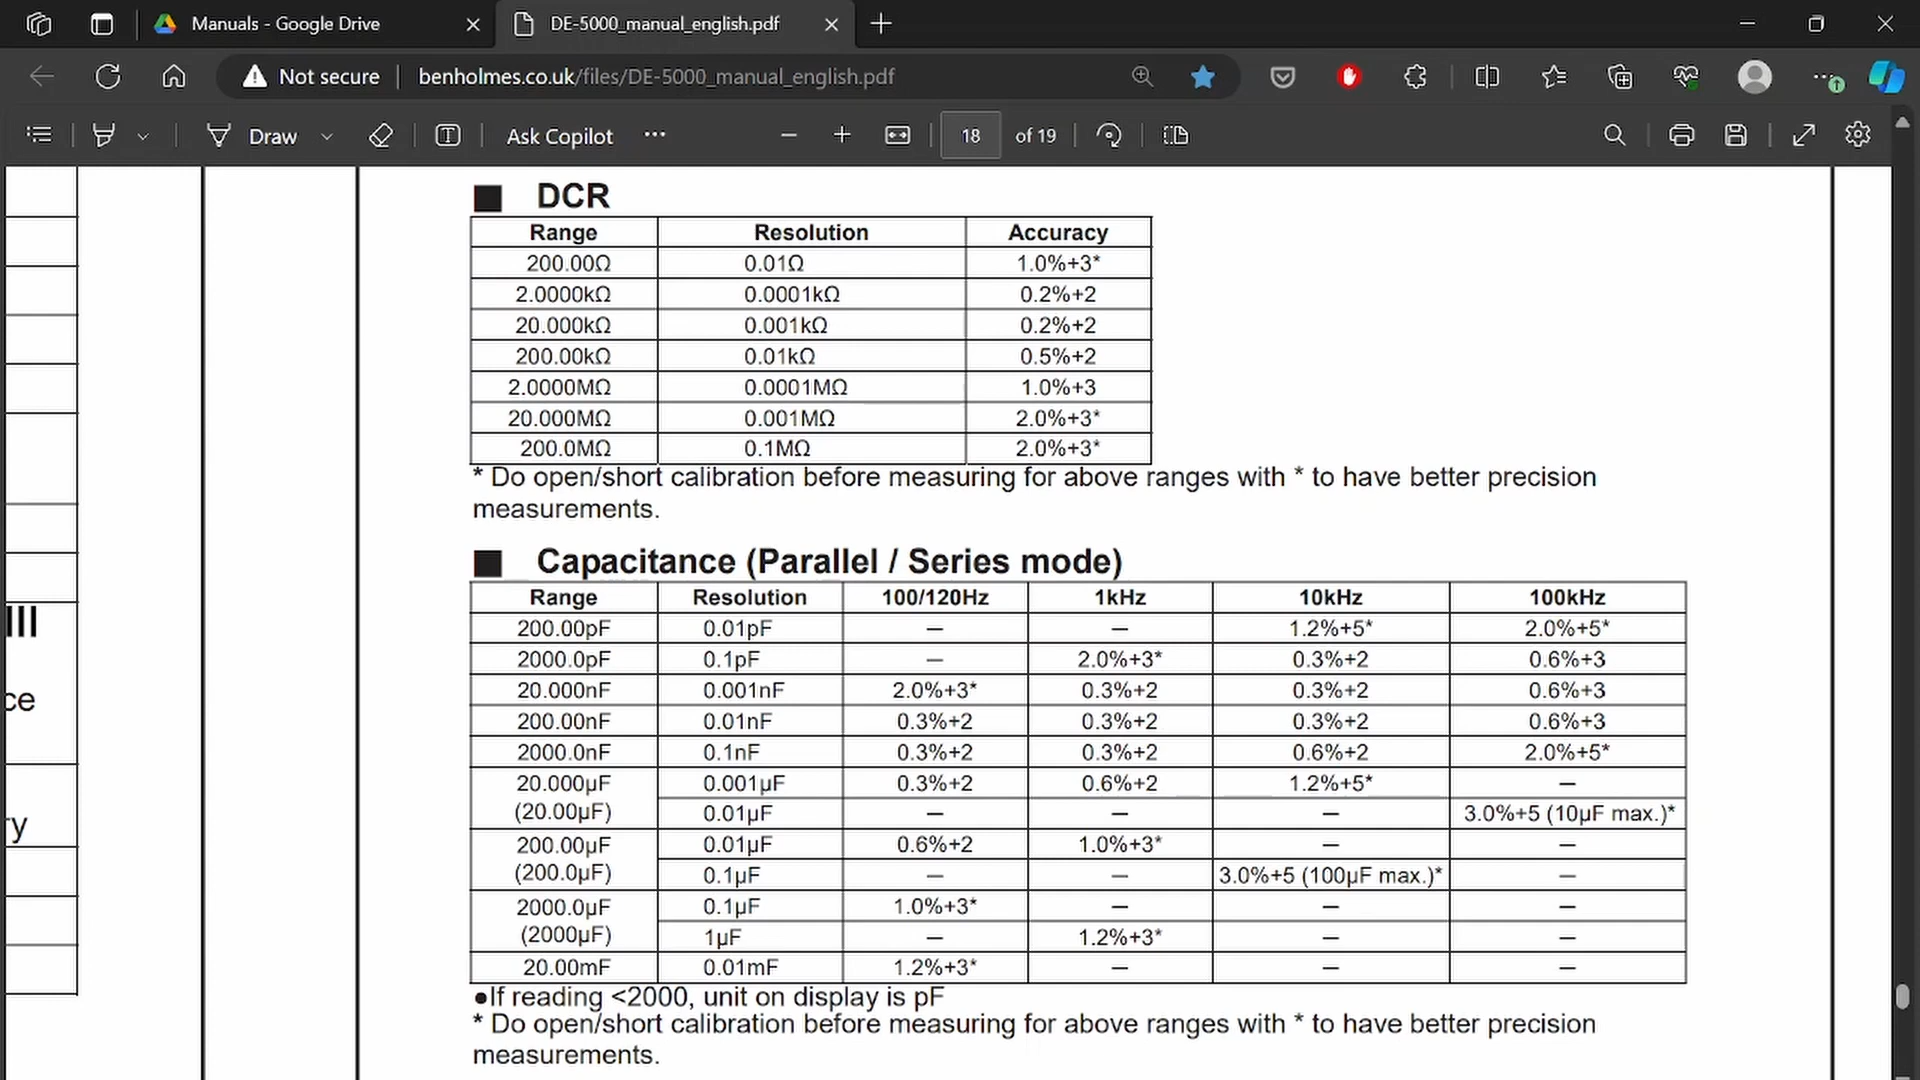 Manuals - Google Drive
DE-5000_manual_english.pdf
Not secure
benholmes.co.uk/files/DE-5000_manual_english.pdf
Draw
Ask Copilot
18 of 19
III
ce
ry
■ DCR
Range Resolution Accuracy
200.00Ω 0.01Ω 1.0%+3*
2.0000kΩ 0.0001kΩ 0.2%+2
20.000kΩ 0.001kΩ 0.2%+2
200.00kΩ 0.01kΩ 0.5%+2
2.0000MΩ 0.0001MΩ 1.0%+3
20.000MΩ 0.001MΩ 2.0%+3*
200.0MΩ 0.1MΩ 2.0%+3*
* Do open/short calibration before measuring for above ranges with * to have better precision
measurements.
■ Capacitance (Parallel / Series mode)
Range Resolution 100/120Hz 1kHz 10kHz 100kHz
200.00pF 0.01pF — — 1.2%+5* 2.0%+5*
2000.0pF 0.1pF — 2.0%+3* 0.3%+2 0.6%+3
20.000nF 0.001nF 2.0%+3* 0.3%+2 0.3%+2 0.6%+3
200.00nF 0.01nF 0.3%+2 0.3%+2 0.3%+2 0.6%+3
2000.0nF 0.1nF 0.3%+2 0.3%+2 0.6%+2 2.0%+5*
20.000µF 0.001µF 0.3%+2 0.6%+2 1.2%+5* —
(20.00µF) 0.01µF — — — 3.0%+5 (10µF max.)*
200.00µF 0.01µF 0.6%+2 1.0%+3* — —
(200.0µF) 0.1µF — — 3.0%+5 (100µF max.)* —
2000.0µF 0.1µF 1.0%+3* — — —
(2000µF) 1µF — 1.2%+3* — —
20.00mF 0.01mF 1.2%+3* — — —
●If reading <2000, unit on display is pF
* Do open/short calibration before measuring for above ranges with * to have better precision
measurements.